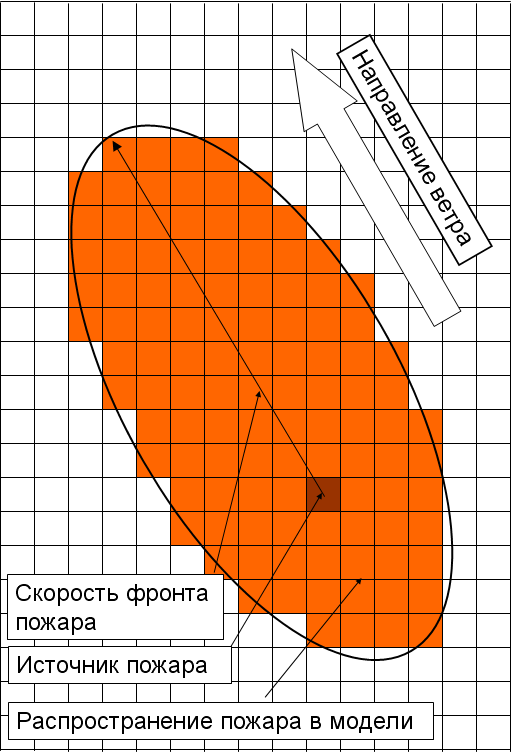 Направление ветра
Скорость фронта
пожара
Источник пожара
Распространение пожара в модели